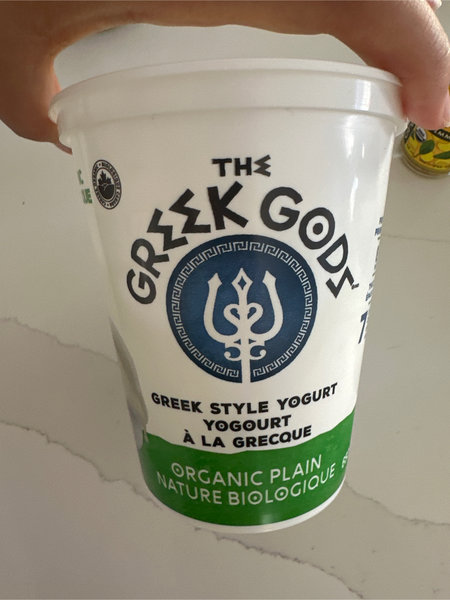 THE
GREEK GODS
GREEK STYLE YOGURT
YOGOURT
À LA GRECQUE
ORGANIC PLAIN
NATURE BIOLOGIQUE